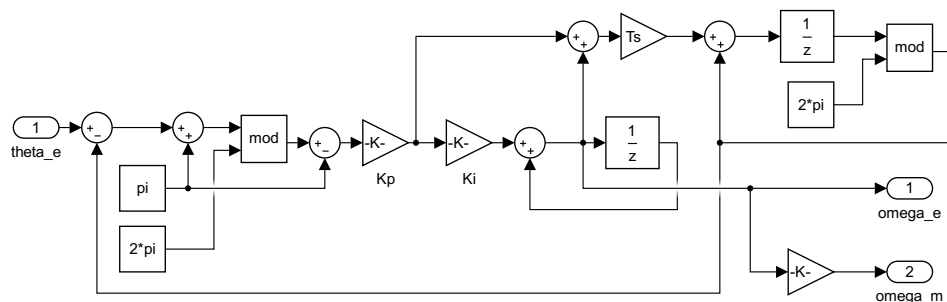 1
z
Ts
mod
2*pi
1
theta_e
mod
-K-
Kp
-K-
Ki
1
z
pi
2*pi
1
omega_e
-K-
2
omega_m